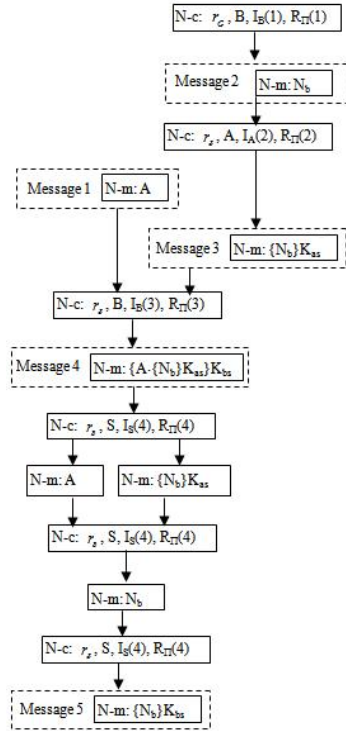 N-c: r_G, B, I_B(1), R_Π(1)
Message 2 N-m: N_b
N-c: r_s, A, I_A(2), R_Π(2)
Message 1 N-m: A
Message 3 N-m: {N_b}K_as
N-c: r_s, B, I_B(3), R_Π(3)
Message 4 N-m: {A·{N_b}K_as}K_bs
N-c: r_s, S, I_S(4), R_Π(4)
N-m: A N-m: {N_b}K_as
N-c: r_s, S, I_S(4), R_Π(4)
N-m: N_b
N-c: r_s, S, I_S(4), R_Π(4)
Message 5 N-m: {N_b}K_bs